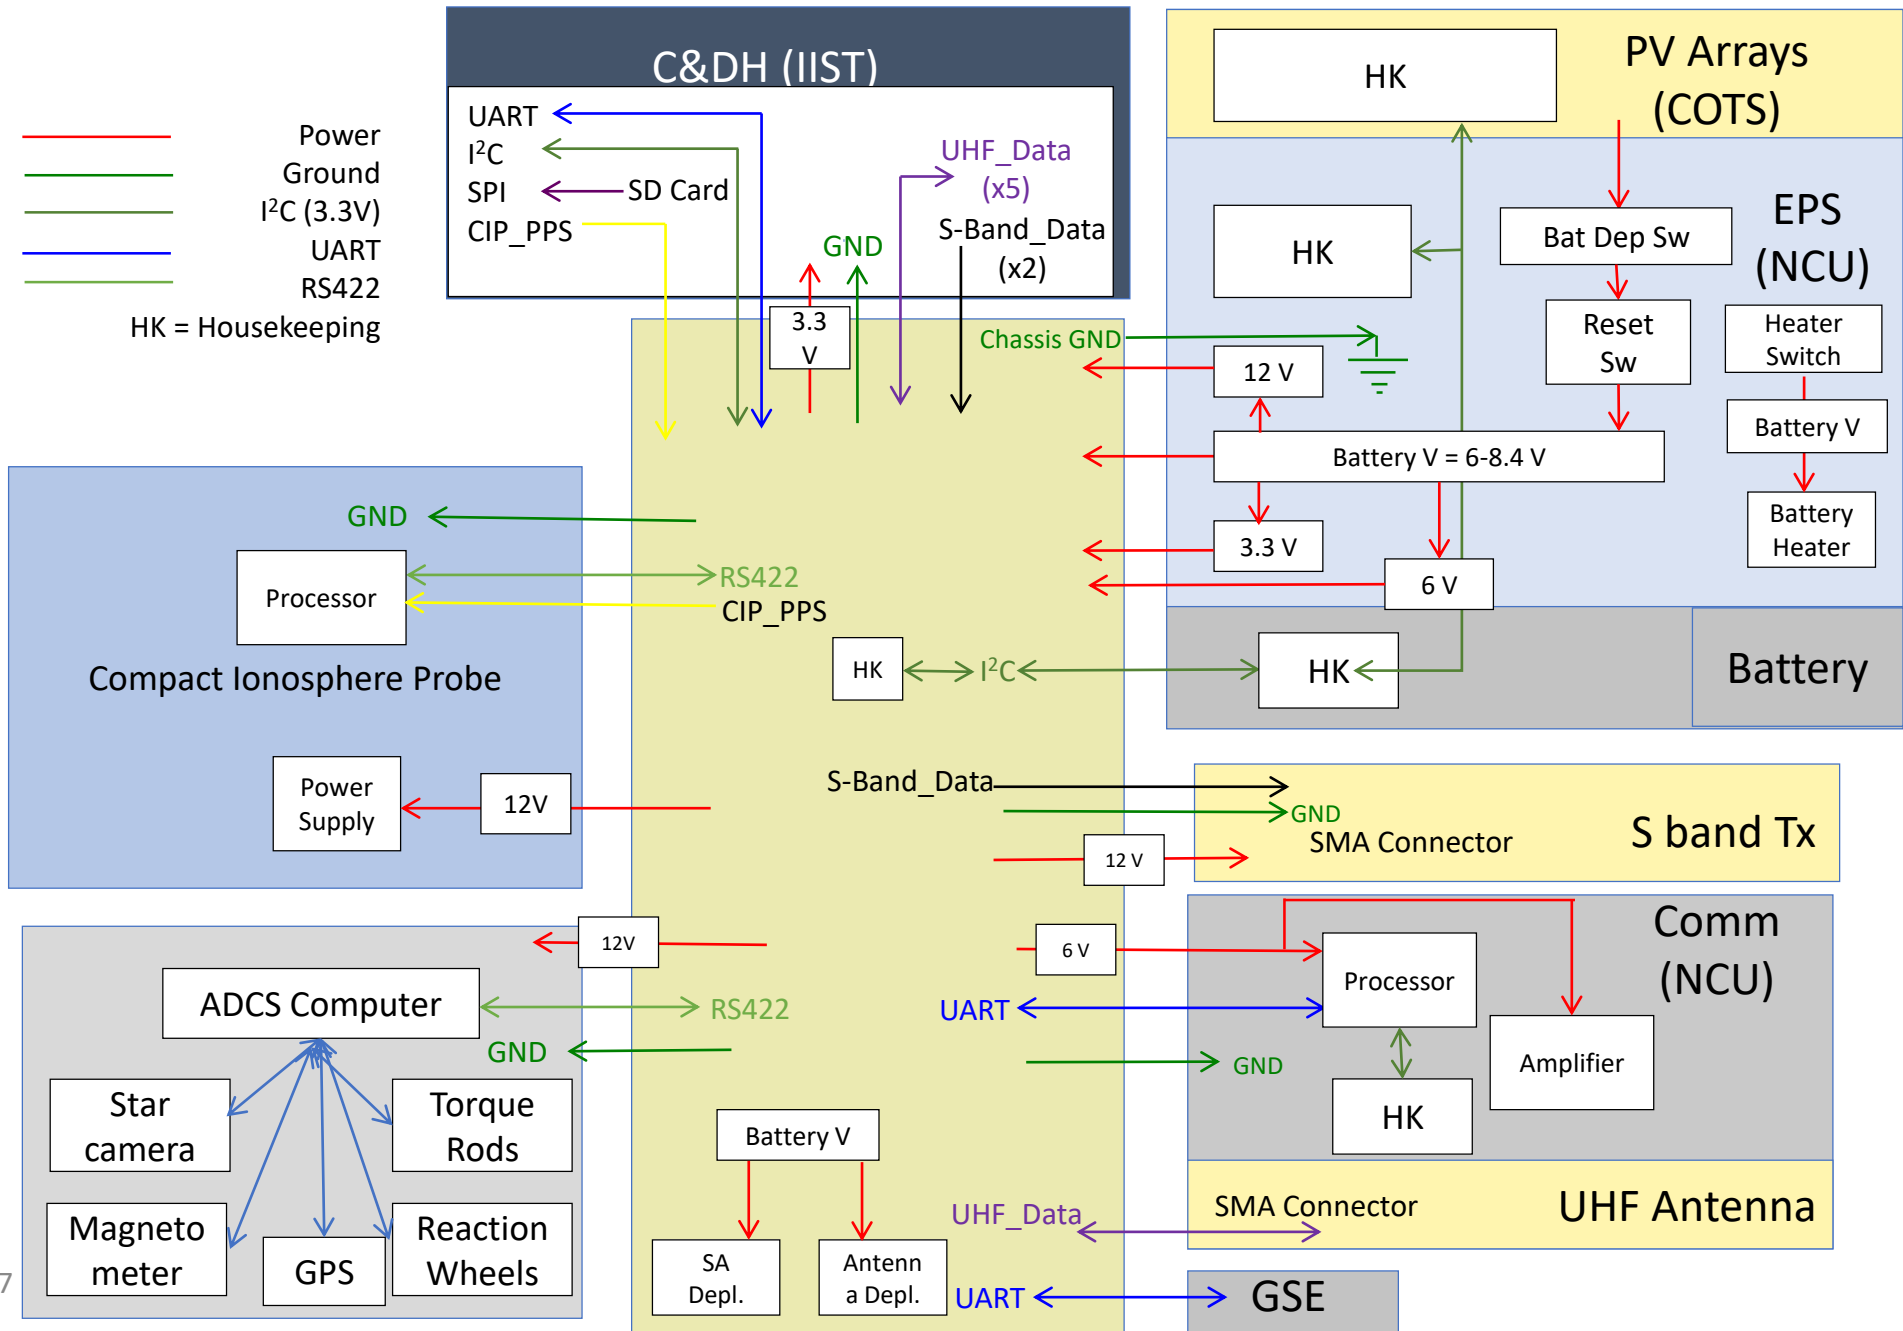 C&DH (IIST)
UART
I²C
SPI
SD Card
CIP_PPS
UHF_Data
(x5)
S-Band_Data
(x2)
GND
3.3
V
Power
Ground
I²C (3.3V)
UART
RS422
HK = Housekeeping
HK
PV Arrays
(COTS)
HK
Bat Dep Sw
EPS
(NCU)
Reset
Sw
Heater
Switch
Chassis GND
12 V
Battery V
Battery V = 6-8.4 V
3.3 V
Battery
Heater
6 V
HK
Battery
GND
Processor
RS422
CIP_PPS
Compact Ionosphere Probe
HK
I²C
Power
Supply
12V
S-Band_Data
GND
SMA Connector
S band Tx
12 V
12V
ADCS Computer
RS422
GND
Star
camera
Torque
Rods
Magneto
meter
GPS
Reaction
Wheels
6 V
UART
GND
Processor
Comm
(NCU)
Amplifier
HK
Battery V
SA
Depl.
Antenn
a Depl.
UHF_Data
SMA Connector
UHF Antenna
UART
GSE
7